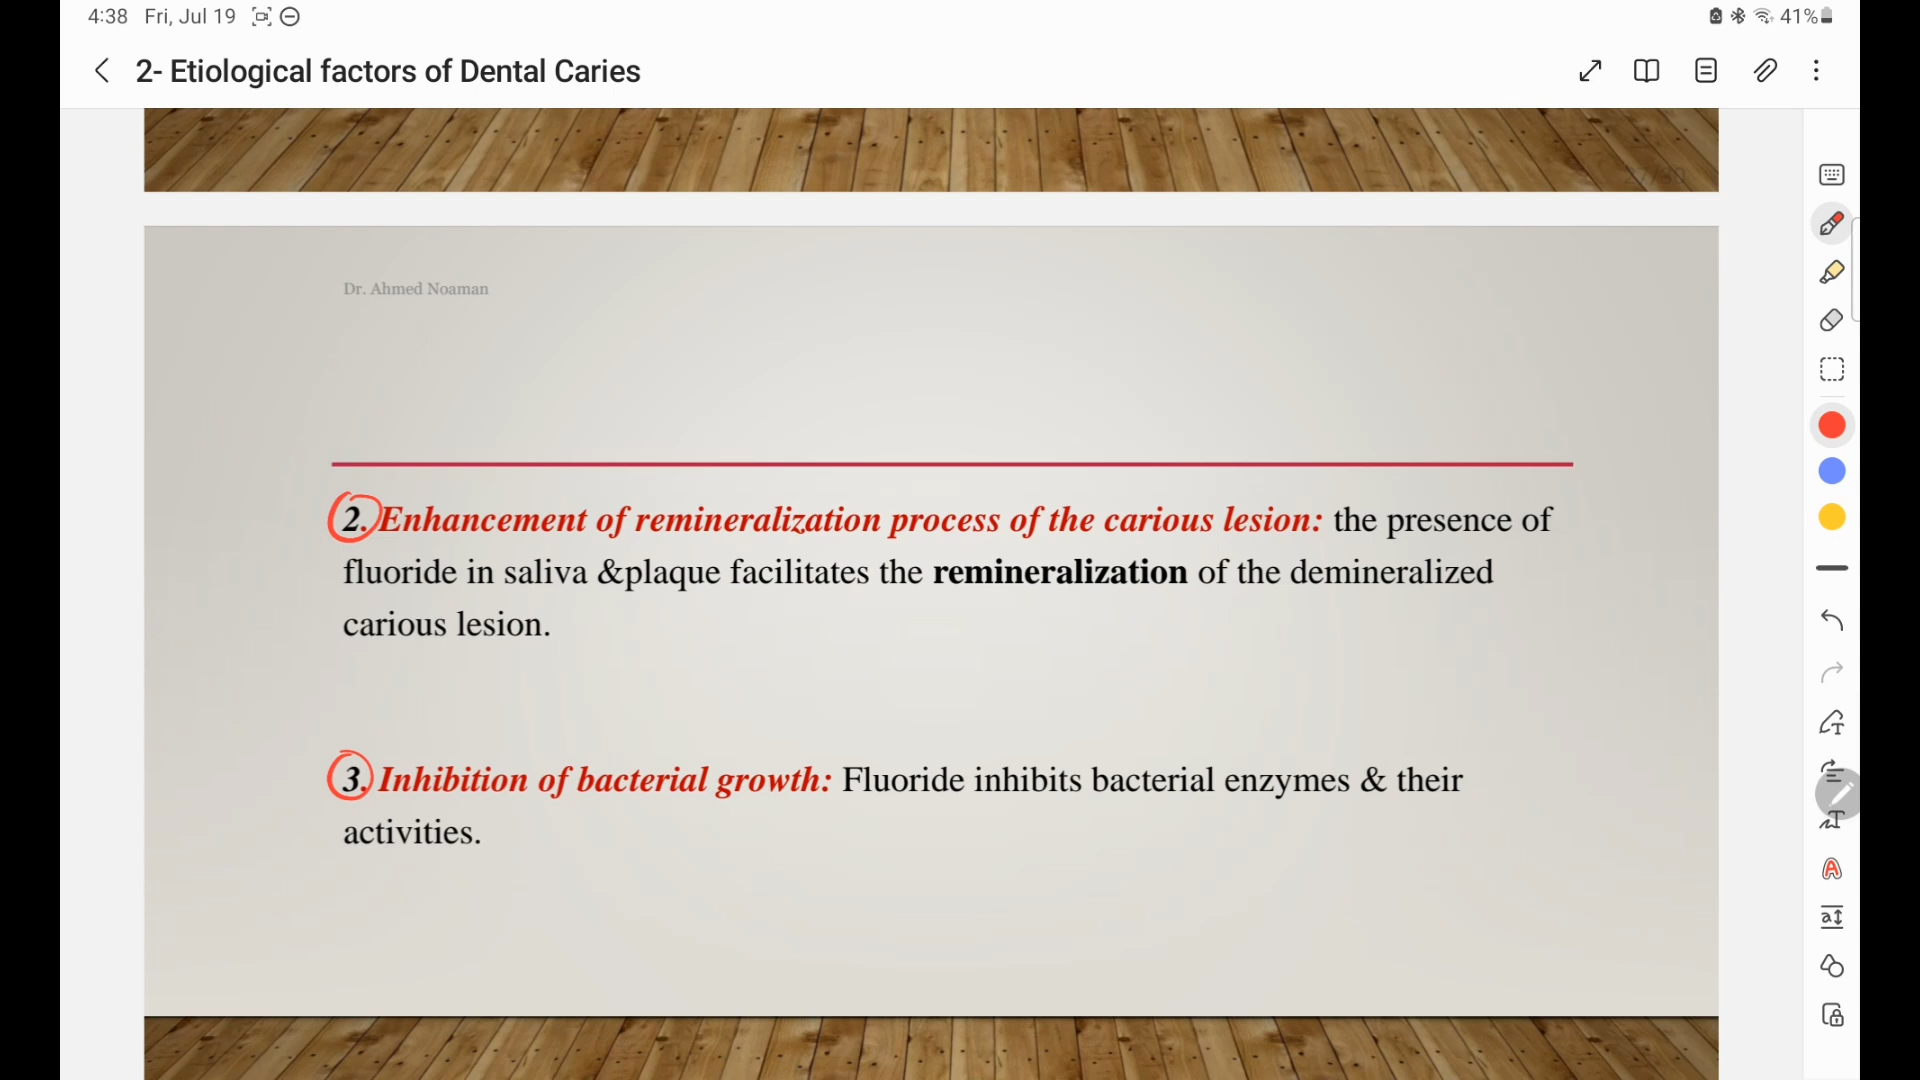 4:38 Fri, Jul 19
41%
2- Etiological factors of Dental Caries
Dr. Ahmed Noaman
2. Enhancement of remineralization process of the carious lesion: the presence of
fluoride in saliva &plaque facilitates the remineralization of the demineralized
carious lesion.
3. Inhibition of bacterial growth: Fluoride inhibits bacterial enzymes & their
activities.